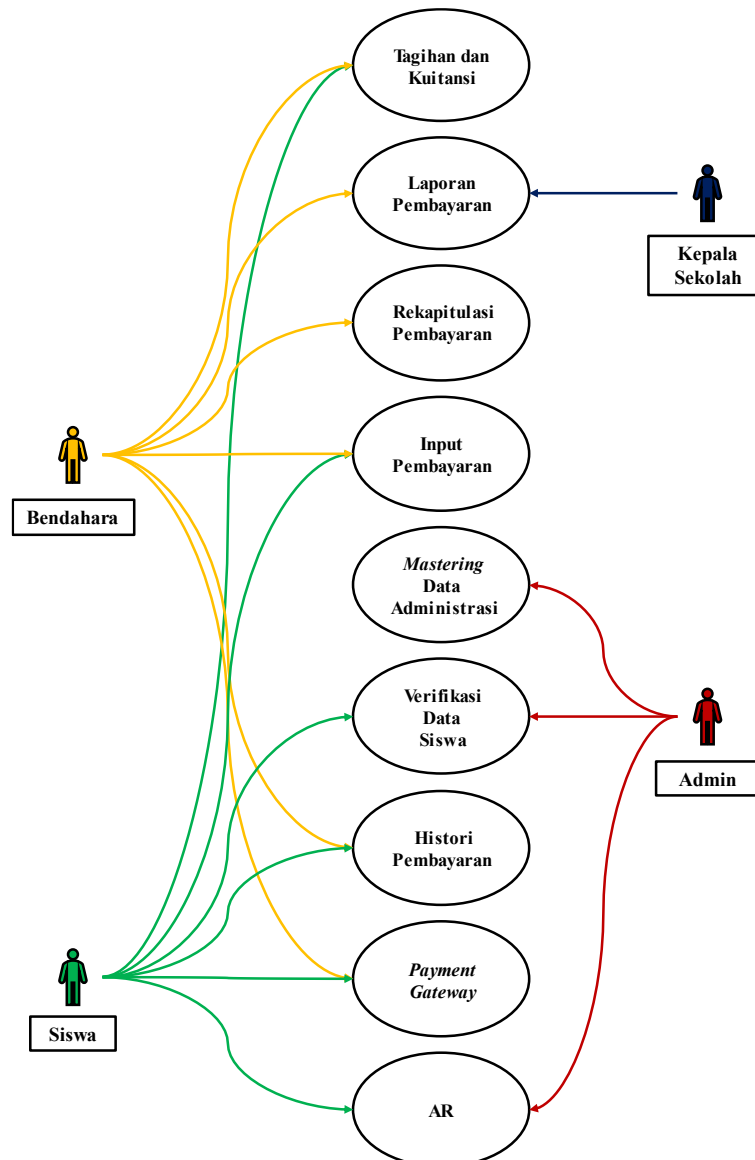 Tagihan dan
Kuitansi
Laporan
Pembayaran
Kepala
Sekolah
Rekapitulasi
Pembayaran
Input
Pembayaran
Bendahara
Mastering
Data
Administrasi
Verifikasi
Data
Siswa
Admin
Histori
Pembayaran
Payment
Gateway
Siswa
AR